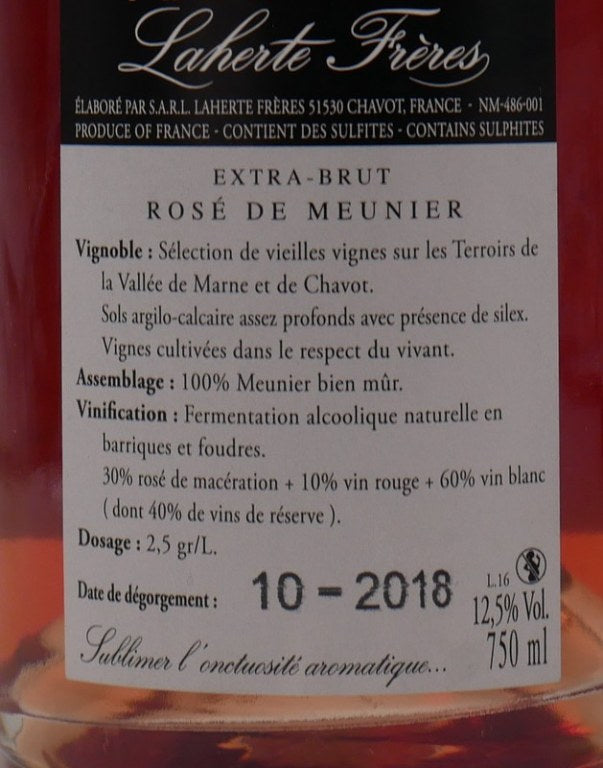 Laherte Frères
ÉLABORÉ PAR S.A.R.L. LAHERTE FRÈRES 51530 CHAVOT, FRANCE - NM-486-001
PRODUCE OF FRANCE - CONTIENT DES SULFITES - CONTAINS SULPHITES
EXTRA-BRUT
ROSÉ DE MEUNIER
Vignoble : Sélection de vieilles vignes sur les Terroirs de
la Vallée de Marne et de Chavot.
Sols argilo-calcaire assez profonds avec présence de silex.
Vignes cultivées dans le respect du vivant.
Assemblage : 100% Meunier bien mûr.
Vinification : Fermentation alcoolique naturelle en
barriques et foudres.
30% rosé de macération + 10% vin rouge + 60% vin blanc
( dont 40% de vins de réserve ).
Dosage : 2,5 gr/L.
Date de dégorgement : 10-2018
L.16
12,5% Vol.
750 ml
Sublimer l'onctuosité aromatique...